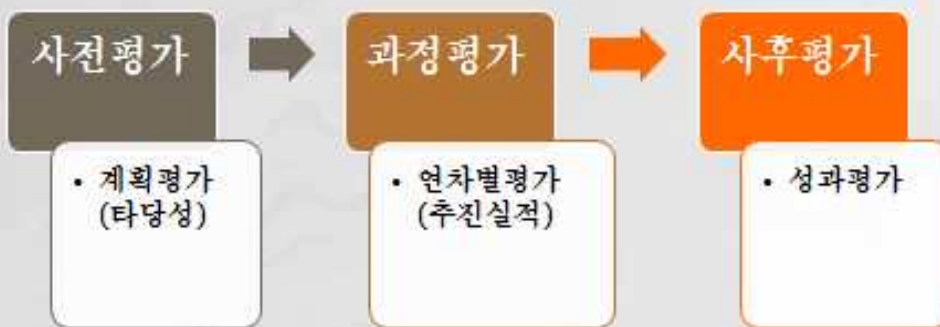 사전평가
과정평가
사후평가
• 계획평가
(타당성)
• 연차별평가
(추진실적)
• 성과평가